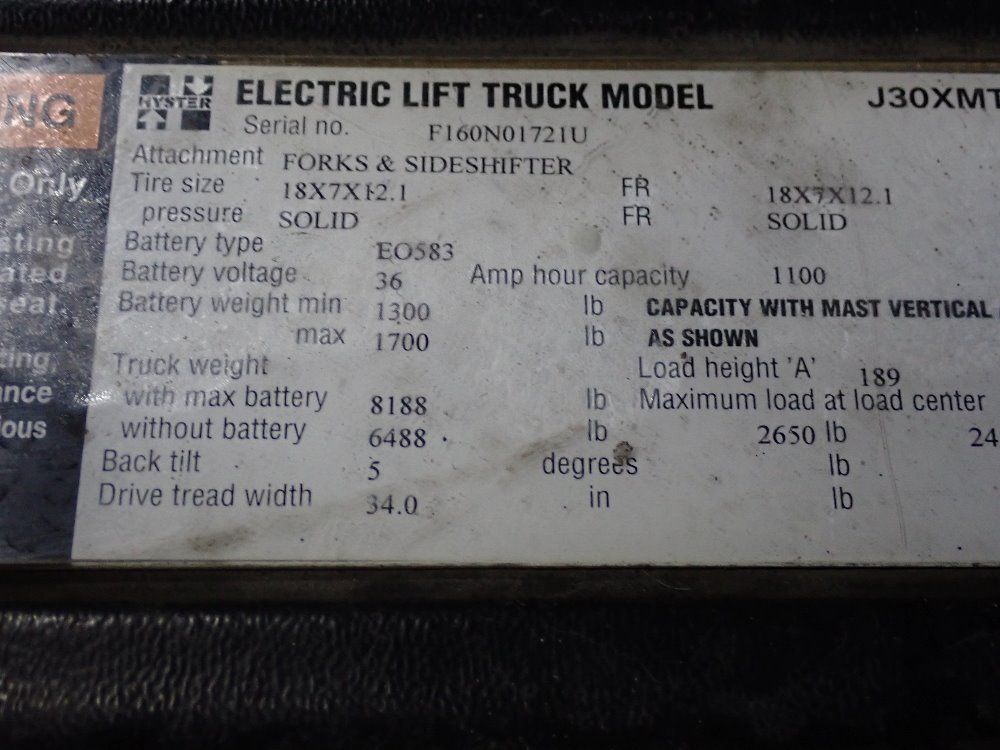 NG
Only
ating
ated
seat.
ting,
ance
ious
HYSTER
ELECTRIC LIFT TRUCK MODEL J30XMT
Serial no. F160N01721U
Attachment FORKS & SIDESHIFTER
Tire size 18X7X12.1 FR 18X7X12.1
pressure SOLID FR SOLID
Battery type EO583
Battery voltage 36 Amp hour capacity 1100
Battery weight min 1300 lb CAPACITY WITH MAST VERTICAL
max 1700 lb AS SHOWN
Truck weight Load height 'A' 189
with max battery 8188 lb Maximum load at load center
without battery 6488 lb 2650 lb 24
Back tilt 5 degrees lb
Drive tread width 34.0 in lb